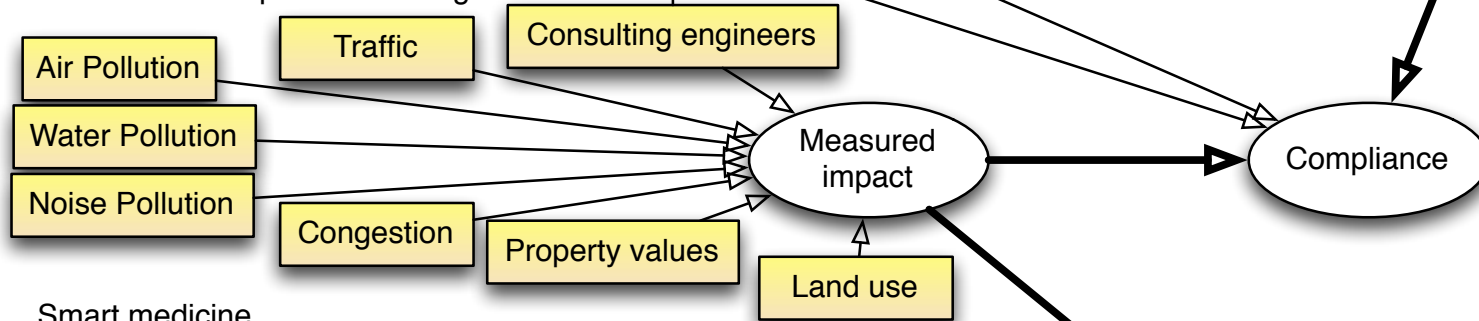 Consulting engineers
Traffic
Air Pollution
Water Pollution
Measured
impact
Compliance
Noise Pollution
Congestion
Property values
Land use
Smart medicine